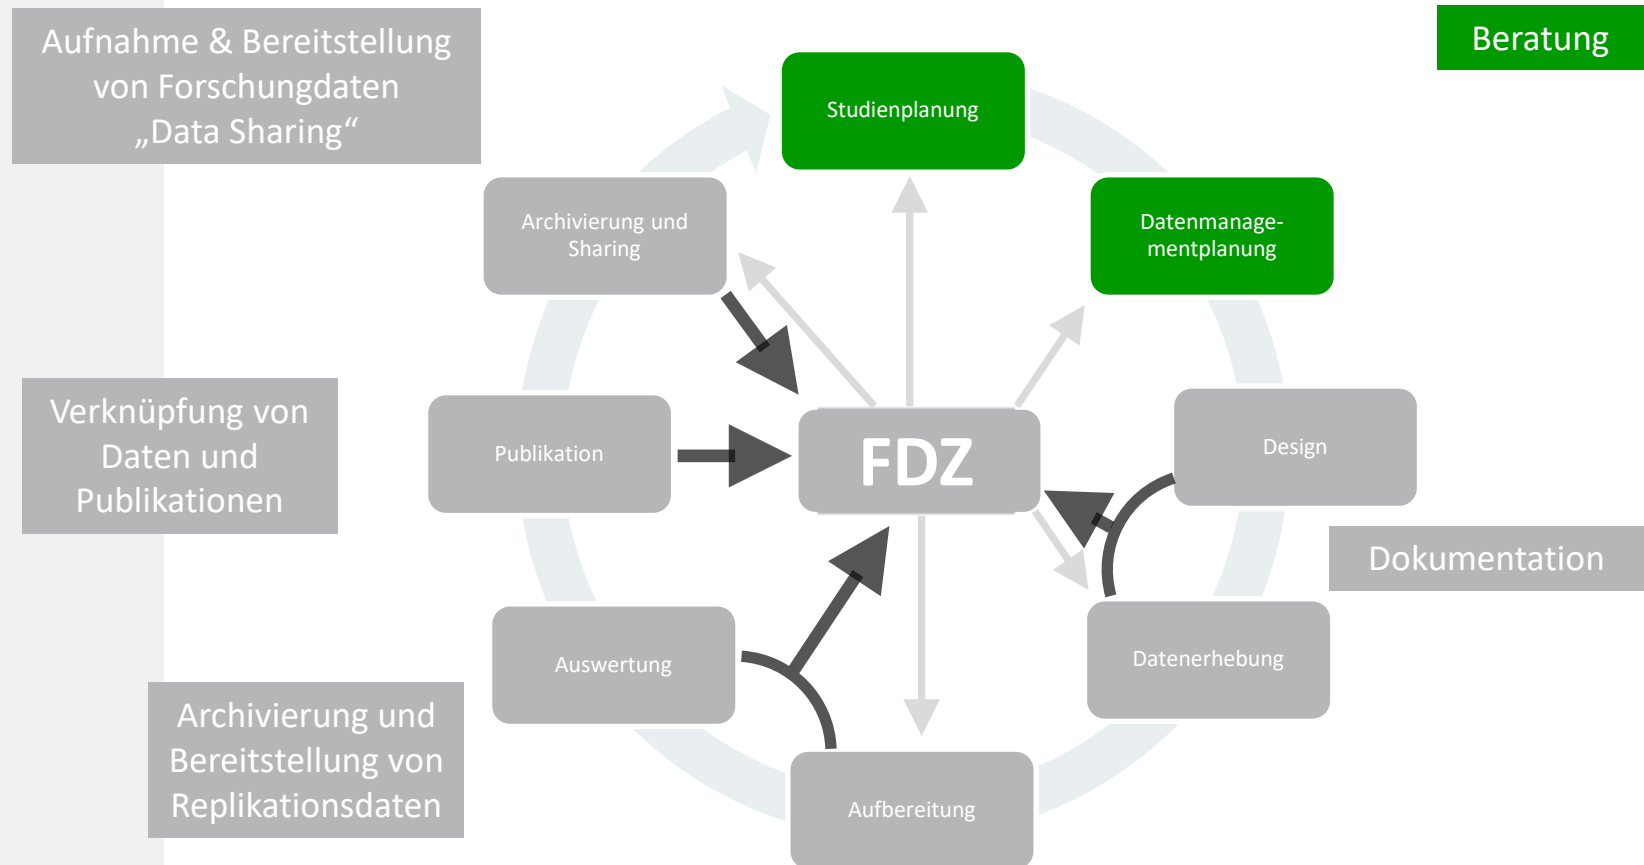 Aufnahme & Bereitstellung
von Forschungdaten
„Data Sharing“
Beratung
Studienplanung
Archivierung und
Sharing
Datenmanage-
mentplanung
Verknüpfung von
Daten und
Publikationen
Publikation
FDZ
Design
Dokumentation
Auswertung
Datenerhebung
Archivierung und
Bereitstellung von
Replikationsdaten
Aufbereitung